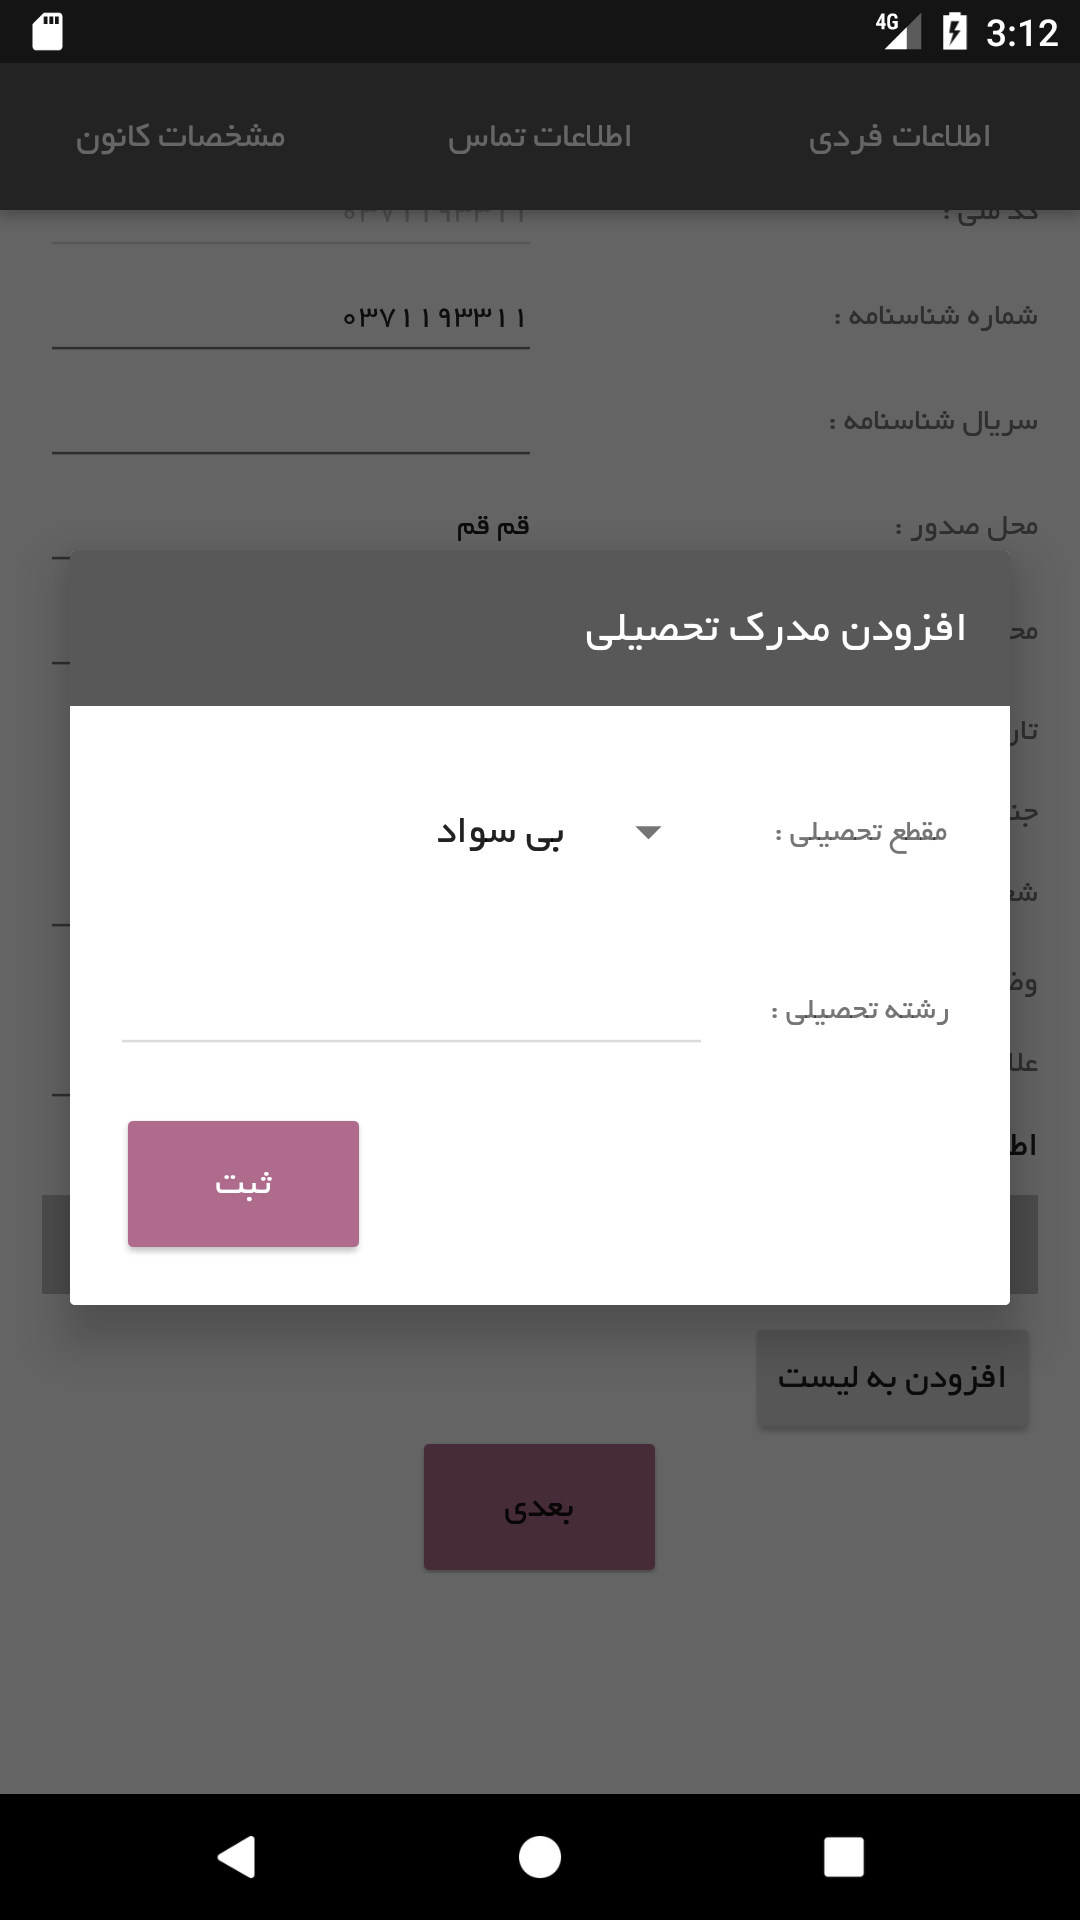 4G 3:12
اطلاعات فردی
اطلاعات تماس
مشخصات کانون
کد ملی :
۰۳۷۱۱۹۳۳۱۱
شماره شناسنامه :
۰۳۷۱۱۹۳۳۱۱
سریال شناسنامه :
محل صدور :
قم قم
افزودن مدرک تحصیلی
مقطع تحصیلی :
بی سواد
رشته تحصیلی :
ثبت
افزودن به لیست
بعدی